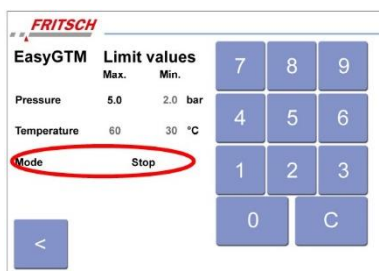 FRITSCH
EasyGTM Limit values
Max. Min.
Pressure 5.0 2.0 bar
Temperature 60 30 °C
Mode Stop
<
7 8 9
4 5 6
1 2 3
0 C